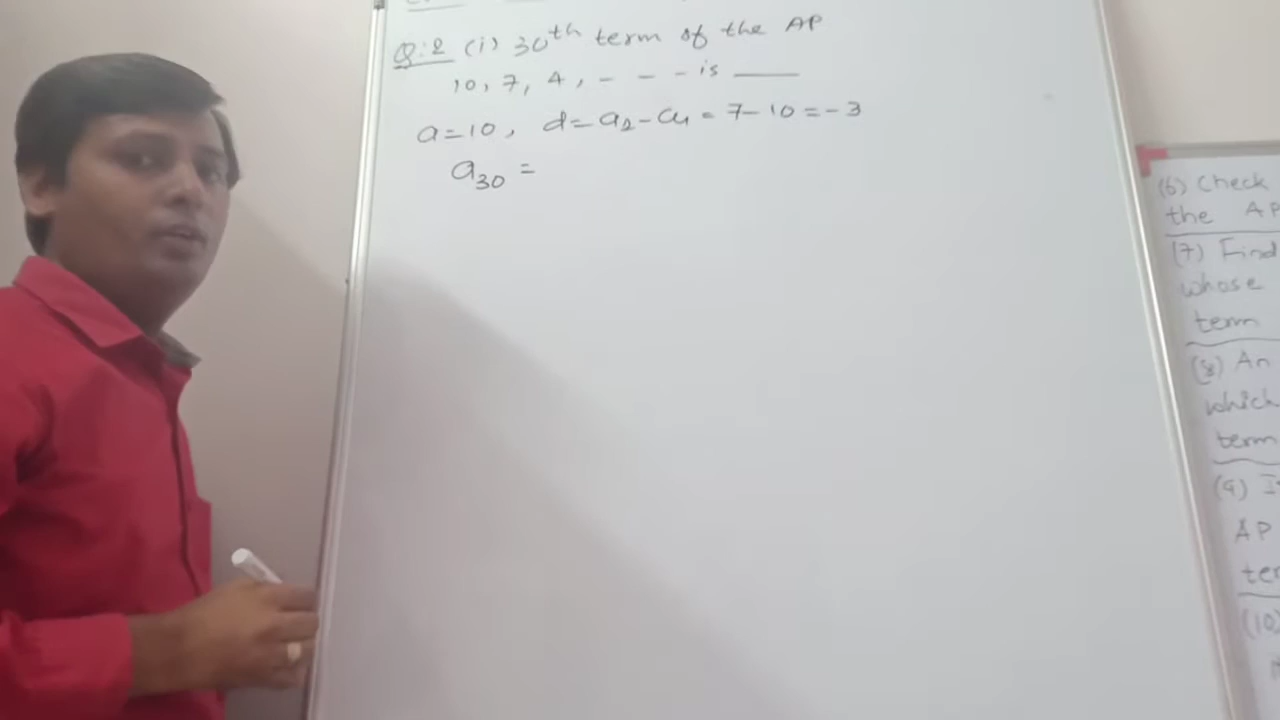 Q:2 (i) 30th term of the AP
10, 7, 4, - - - is ____
a=10, d=a2-a1 = 7-10 =-3
a30 =
(6) Check
the AP
(7) Find
whose
term
(8) An
which
term
(9)
AP
(10)